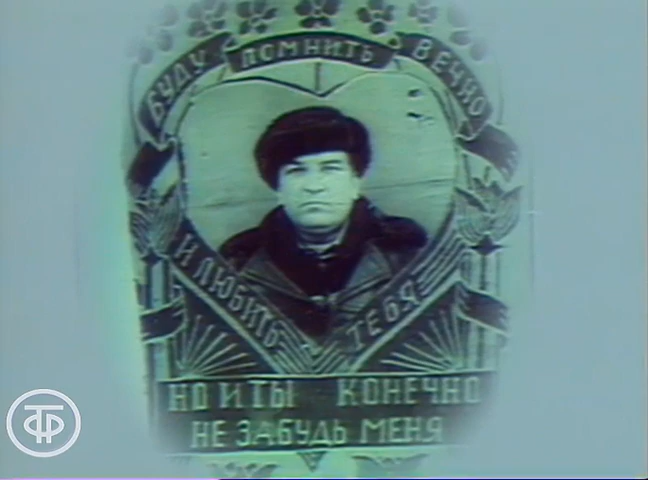 БУДУ ПОМНИТЬ ВЕЧНО
И ЛЮБИТЬ ТЕБЯ
НО И ТЫ КОНЕЧНО
НЕ ЗАБУДЬ МЕНЯ